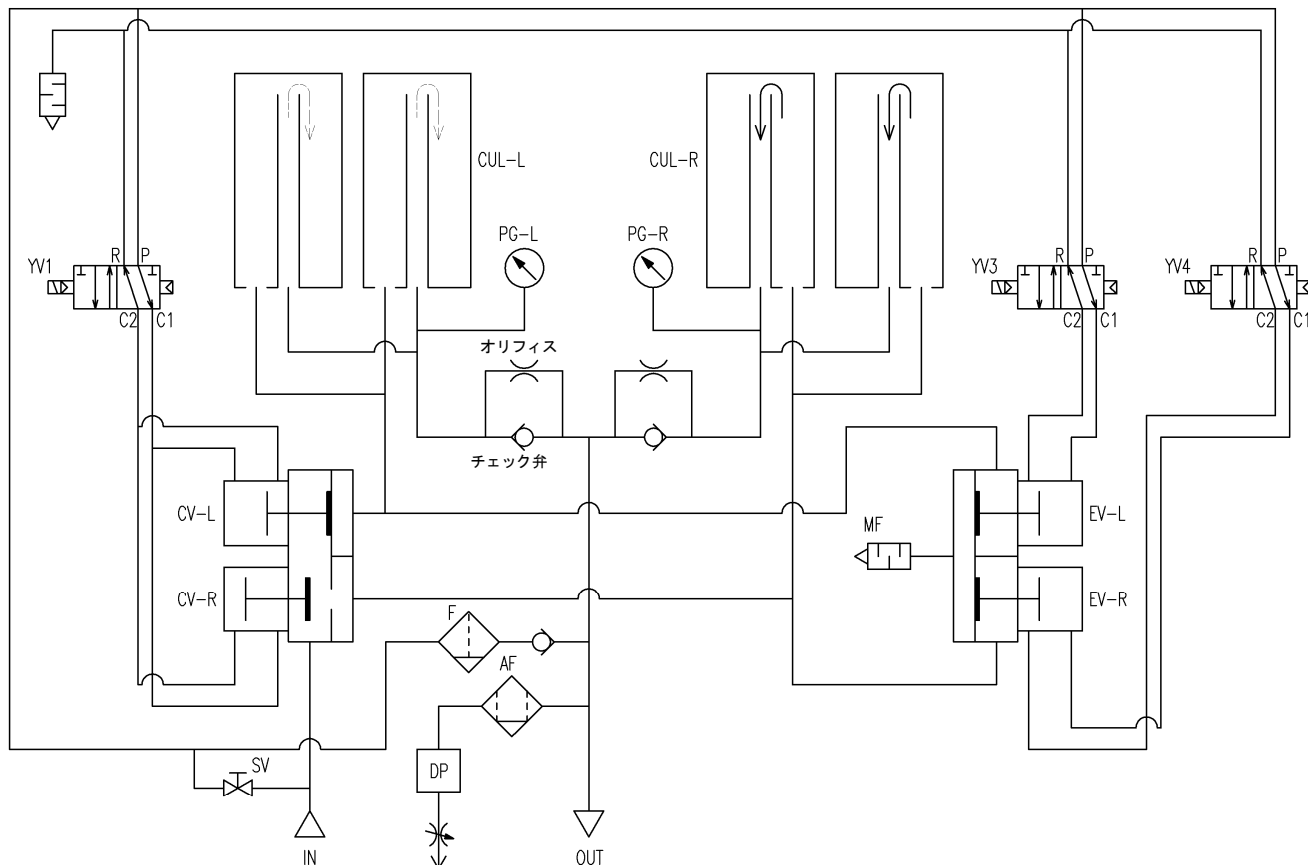 CUL-L
CUL-R
PG-L
PG-R
YV1
R
P
C2
C1
YV3
R
P
C2
C1
YV4
R
P
C2
C1
オリフィス
チェック弁
CV-L
CV-R
MF
EV-L
EV-R
F
AF
SV
DP
IN
OUT